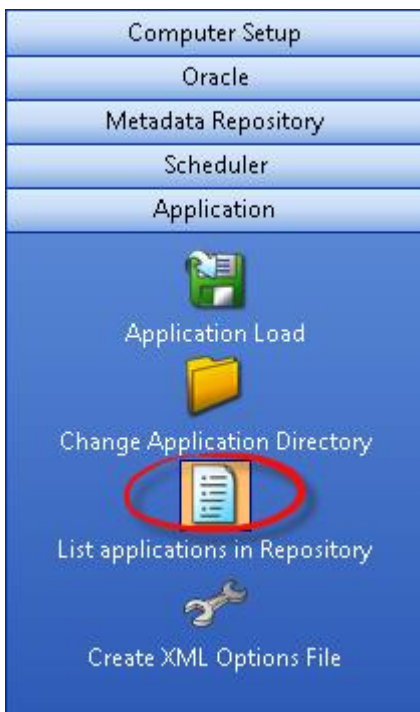 Computer Setup
Oracle
Metadata Repository
Scheduler
Application
Application Load
Change Application Directory
List applications in Repository
Create XML Options File